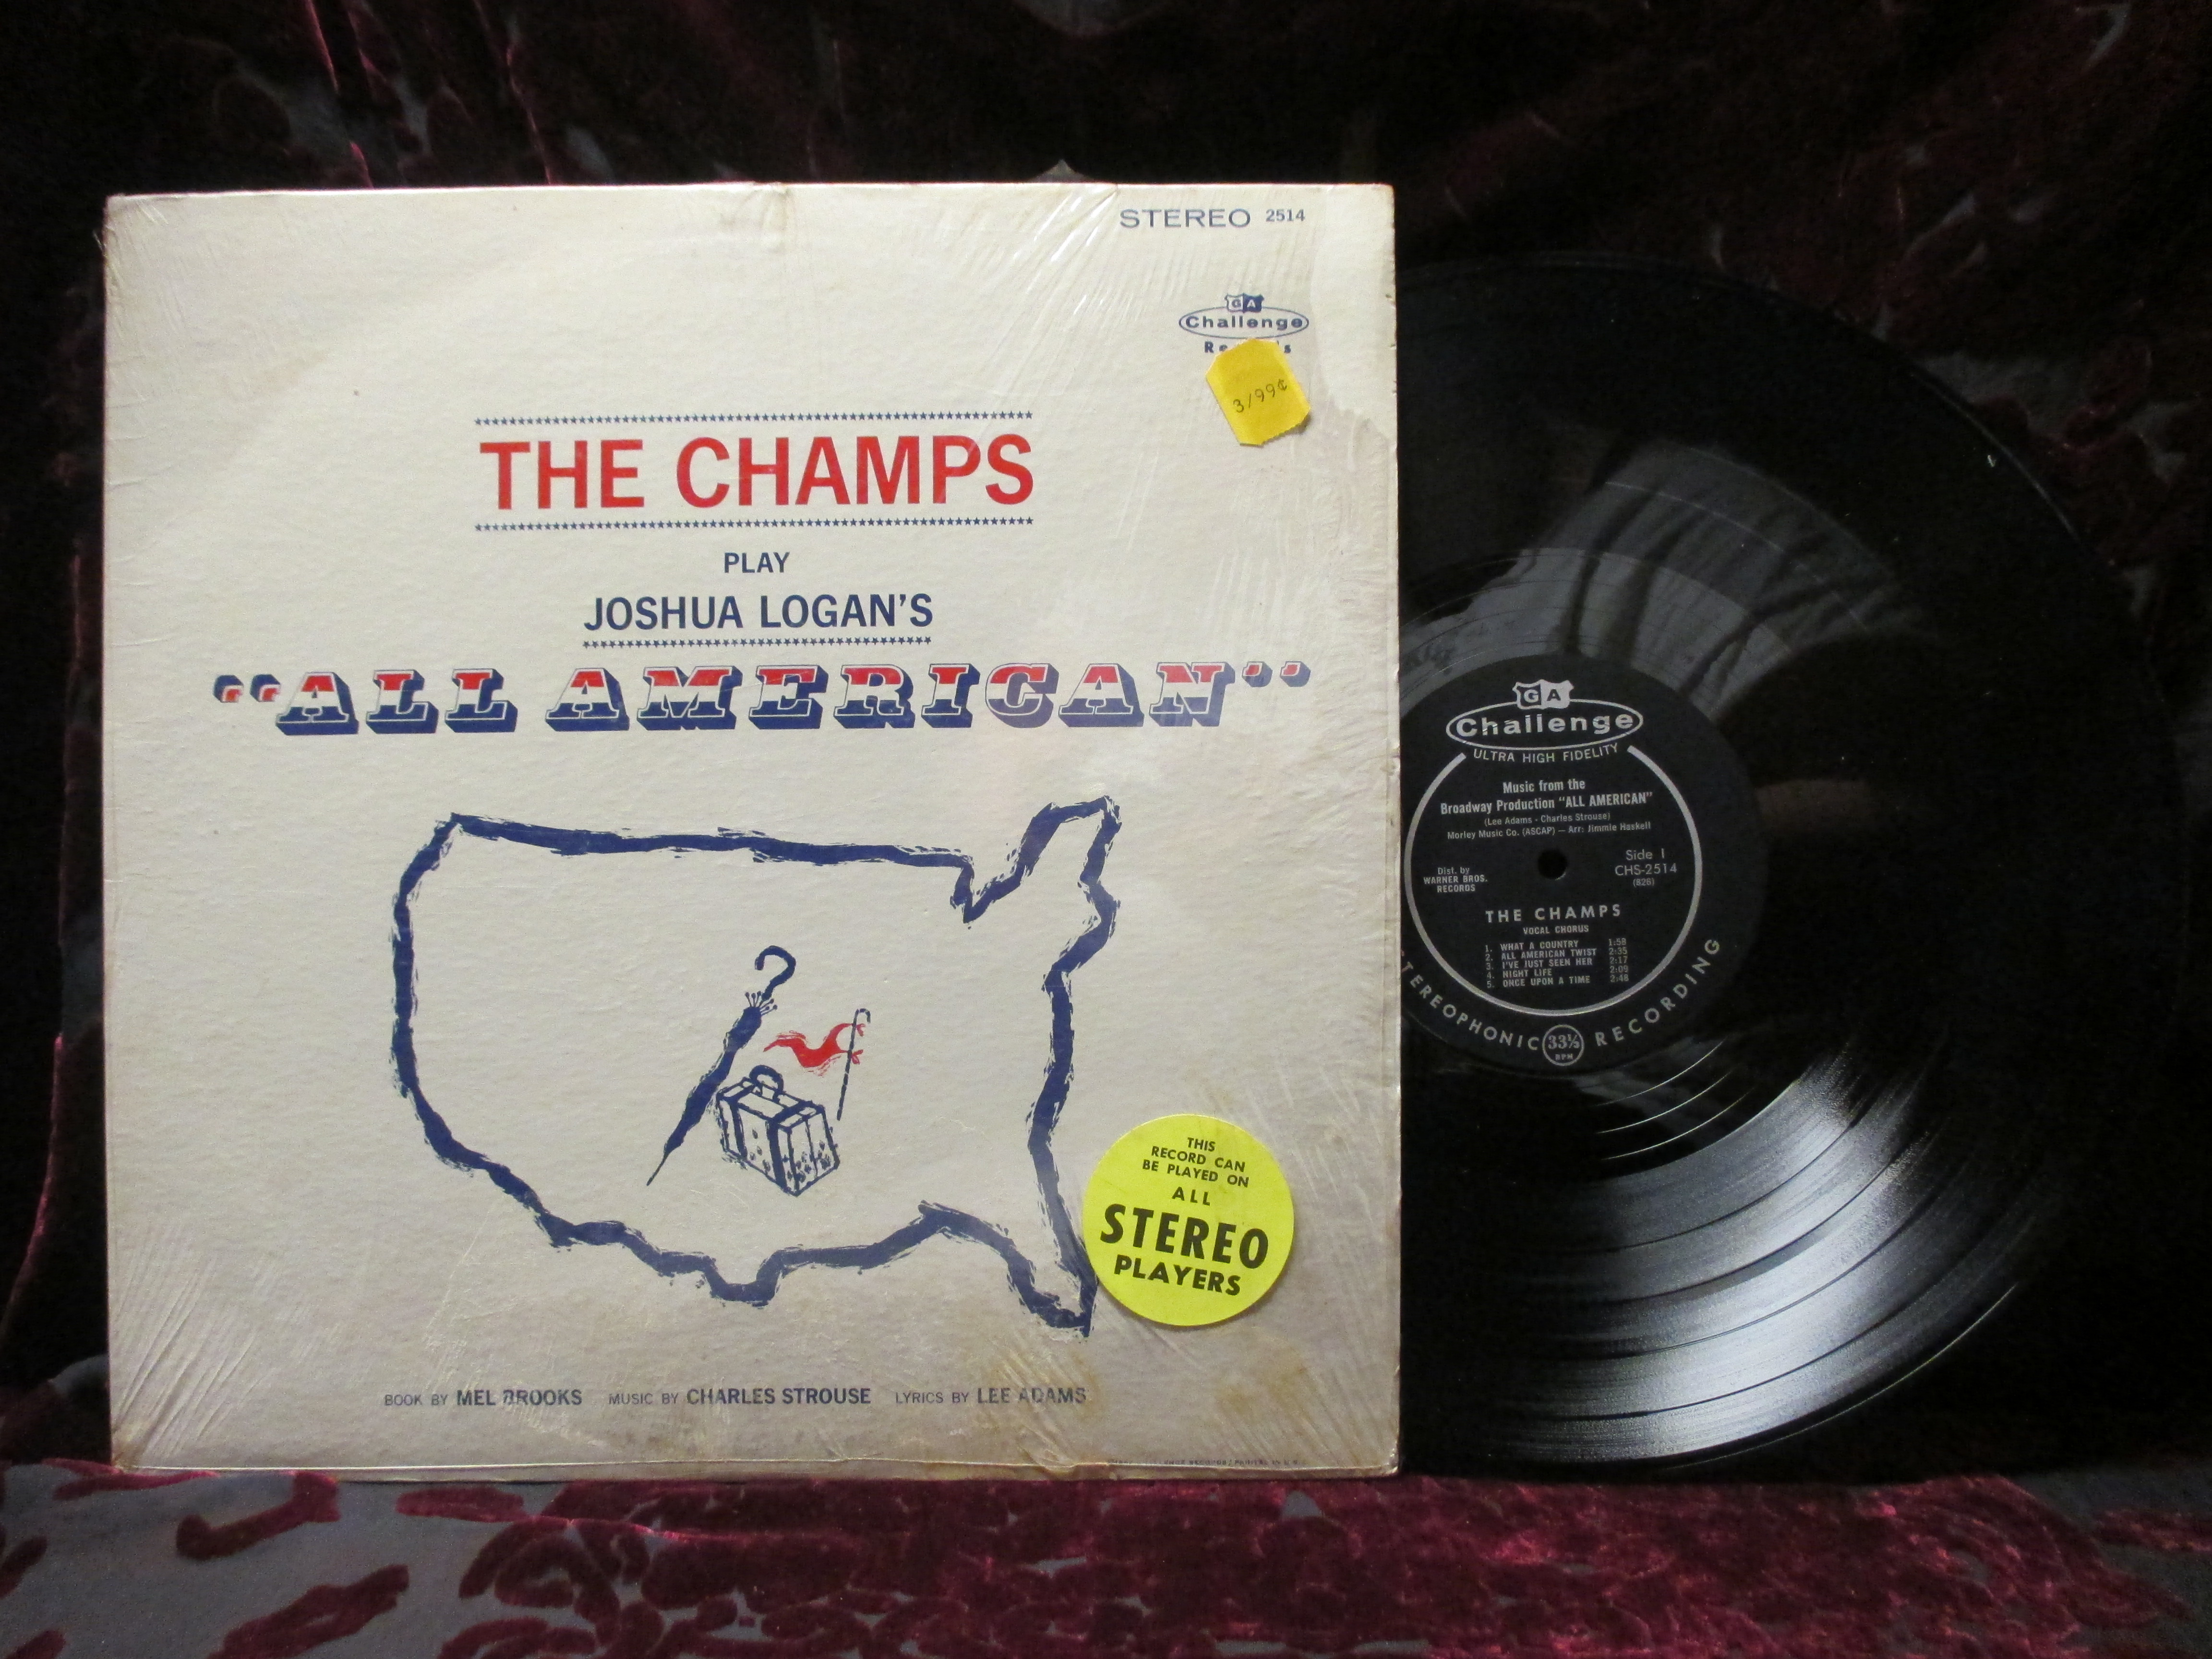 STEREO 2514
GA
Challenge
3/99¢
THE CHAMPS
PLAY
JOSHUA LOGAN'S
“ALL AMERICAN”
THIS
RECORD CAN
BE PLAYED ON
ALL
STEREO
PLAYERS
BOOK BY MEL BROOKS MUSIC BY CHARLES STROUSE LYRICS BY LEE ADAMS
GA
Challenge
ULTRA HIGH FIDELITY
Music from the
Broadway Production "ALL AMERICAN"
(Lee Adams - Charles Strouse)
Morley Music Co. (ASCAP) — Arr: Jimmie Haskell
Side 1
CHS-2514
(826)
Dist. by
WARNER BROS.
RECORDS
THE CHAMPS
VOCAL CHORUS
1. WHAT A COUNTRY 1:58
2. ALL AMERICAN TWIST 2:35
3. I'VE JUST SEEN HER 2:17
4. NIGHT LIFE 2:09
5. ONCE UPON A TIME 2:48
STEREOPHONIC 33⅓ RPM RECORDING